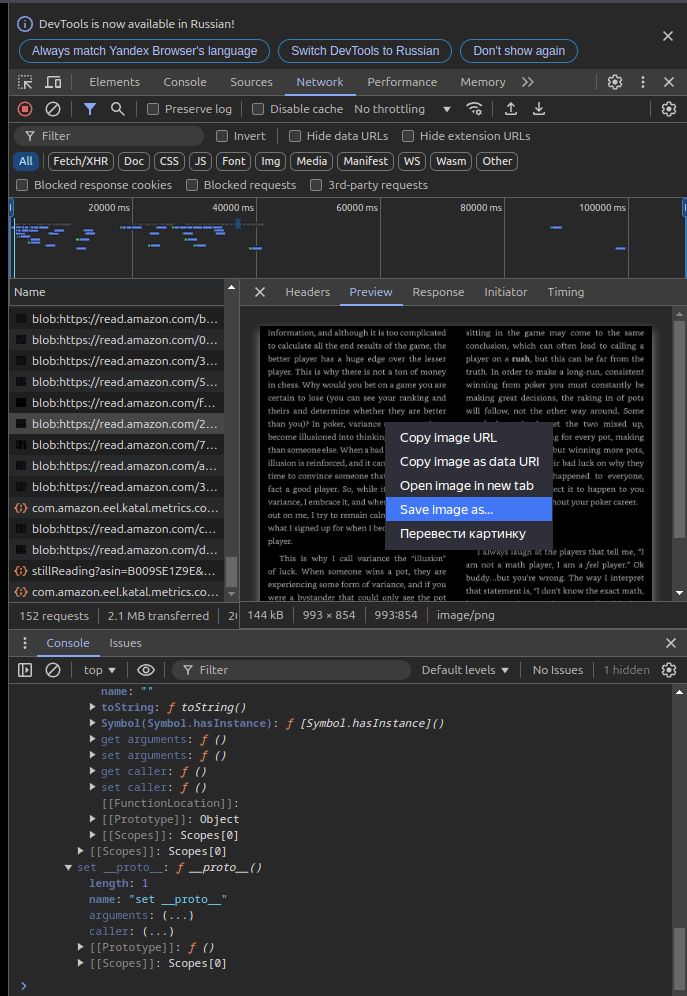 DevTools is now available in Russian!
Always match Yandex Browser's language
Switch DevTools to Russian
Don't show again
Elements
Console
Sources
Network
Performance
Memory
Preserve log
Disable cache
No throttling
Filter
Invert
Hide data URLs
Hide extension URLs
All
Fetch/XHR
Doc
CSS
JS
Font
Img
Media
Manifest
WS
Wasm
Other
Blocked response cookies
Blocked requests
3rd-party requests
20000 ms
40000 ms
60000 ms
80000 ms
100000 ms
Name
blob:https://read.amazon.com/b...
blob:https://read.amazon.com/0...
blob:https://read.amazon.com/3...
blob:https://read.amazon.com/5...
blob:https://read.amazon.com/f...
blob:https://read.amazon.com/2...
blob:https://read.amazon.com/7...
blob:https://read.amazon.com/a...
blob:https://read.amazon.com/3...
com.amazon.eel.katal.metrics.co...
blob:https://read.amazon.com/c...
blob:https://read.amazon.com/d...
stillReading?asin=B009SE1Z9E&...
com.amazon.eel.katal.metrics.co...
152 requests
2.1 MB transferred
Headers
Preview
Response
Initiator
Timing
information, and although it is too complicated
to calculate all the end results of the game, the
better player has a huge edge over the lesser
player. This is why there is not a ton of money
in chess. Why would you bet on a game you are
certain to lose (you can see your ranking and
theirs and determine whether they are better
than you)? In poker, variance
become illusioned into thinking
than someone else. When a bad
illusion is reinforced, and it can
time to convince someone that
fact a good player. So, while it
variance, I embrace it, and when
out on me, I try to remain calm
what I signed up for when I
player.
This is why I call variance the “illusion”
of luck. When someone wins a pot, they are
experiencing some form of variance, and if you
were a bystander that could only see the pot
sitting in the game may come to the same
conclusion, which can often lead to calling a
player on a rush, but this can be far from the
truth. In order to make a long-run, consistent
winning from poker you must constantly be
making great decisions, the raking in of pots
will follow, not the other way around. Some
get the two mixed up,
going for every pot, making
but winning more pots,
their bad luck on why they
happened to everyone,
expect it to happen to you
throughout your poker career.
I always laugh at the players that tell me, “I
am not a math player, I am a feel player.” Ok
buddy...but you're wrong. The way I interpret
that statement is, “I don't know the exact math,
Copy image URL
Copy image as data URI
Open image in new tab
Save image as...
Перевести картинку
144 kB
993 × 854
993:854
image/png
Console
Issues
top
Filter
Default levels
No Issues
1 hidden
name: ""
toString: ƒ toString()
Symbol(Symbol.hasInstance): ƒ [Symbol.hasInstance]()
get arguments: ƒ ()
set arguments: ƒ ()
get caller: ƒ ()
set caller: ƒ ()
[[FunctionLocation]]:
[[Prototype]]: Object
[[Scopes]]: Scopes[0]
[[Scopes]]: Scopes[0]
set __proto__: ƒ __proto__()
length: 1
name: "set __proto__"
arguments: (...)
caller: (...)
[[Prototype]]: ƒ ()
[[Scopes]]: Scopes[0]